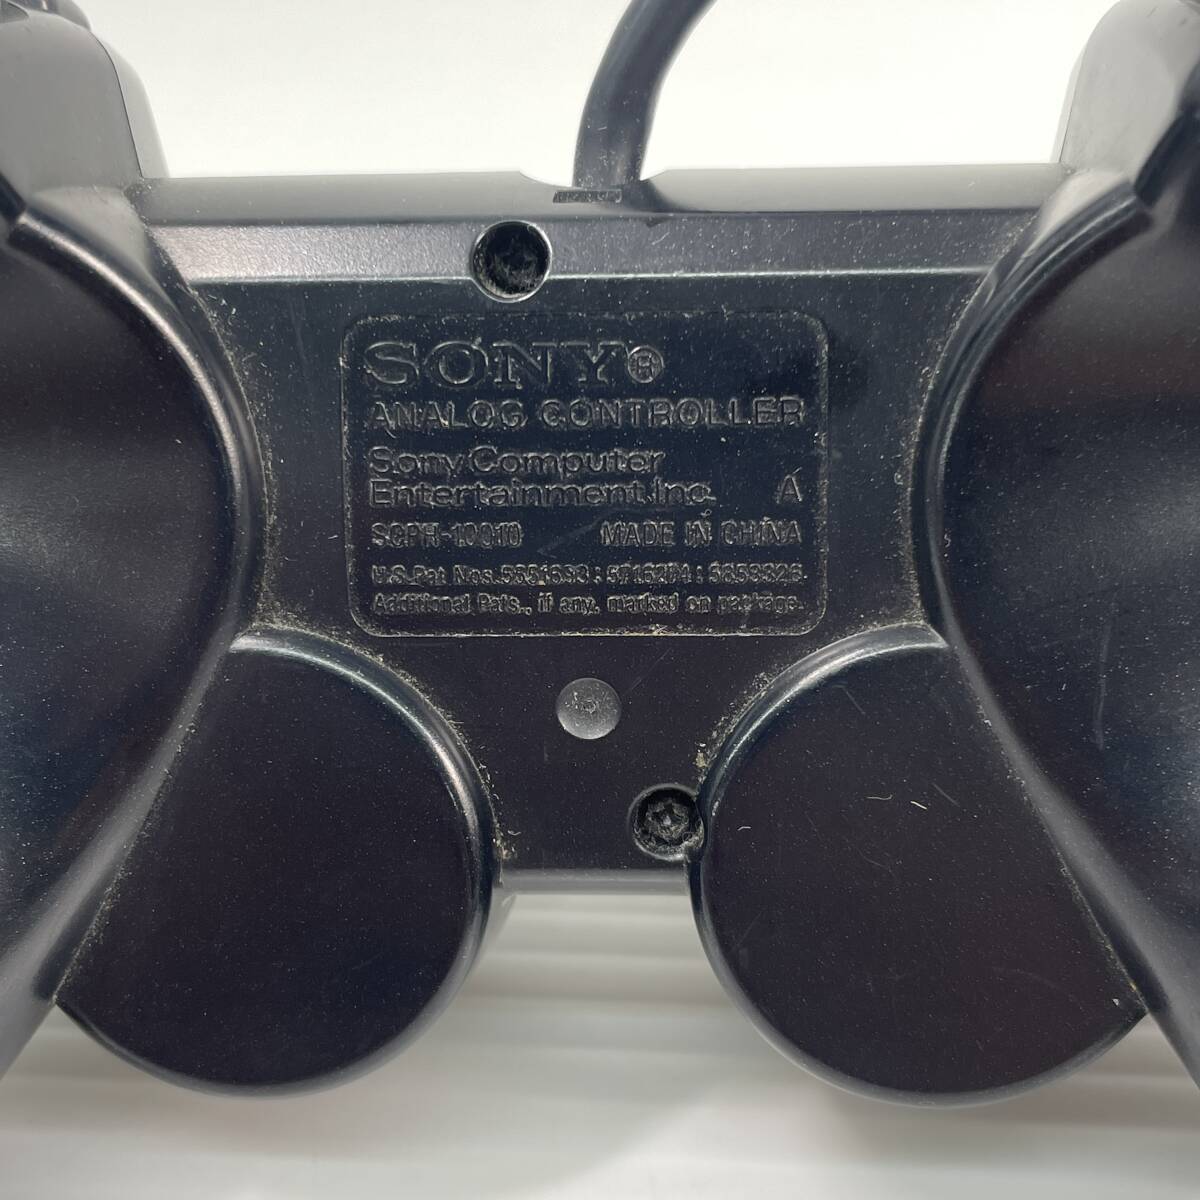 SONY®
ANALOG CONTROLLER
Sony Computer
Entertainment Inc. A
SCPH-10010 MADE IN CHINA
U.S.Pat Nos. 5551693; 5716274; 5853326
Additional Pats., if any, marked on package.